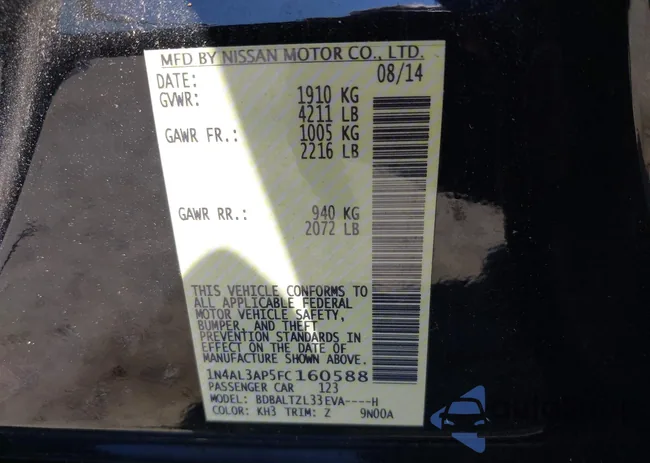 MFD BY NISSAN MOTOR CO., LTD.
DATE: 08/14
GVWR: 1910 KG
4211 LB
GAWR FR.: 1005 KG
2216 LB
GAWR RR.: 940 KG
2072 LB
THIS VEHICLE CONFORMS TO
ALL APPLICABLE FEDERAL
MOTOR VEHICLE SAFETY,
BUMPER, AND THEFT
PREVENTION STANDARDS IN
EFFECT ON THE DATE OF
MANUFACTURE SHOWN ABOVE.
1N4AL3AP5FC160588
PASSENGER CAR 123
MODEL: BDBALTZL33EVA----H
COLOR: KH3 TRIM: Z 9N00A